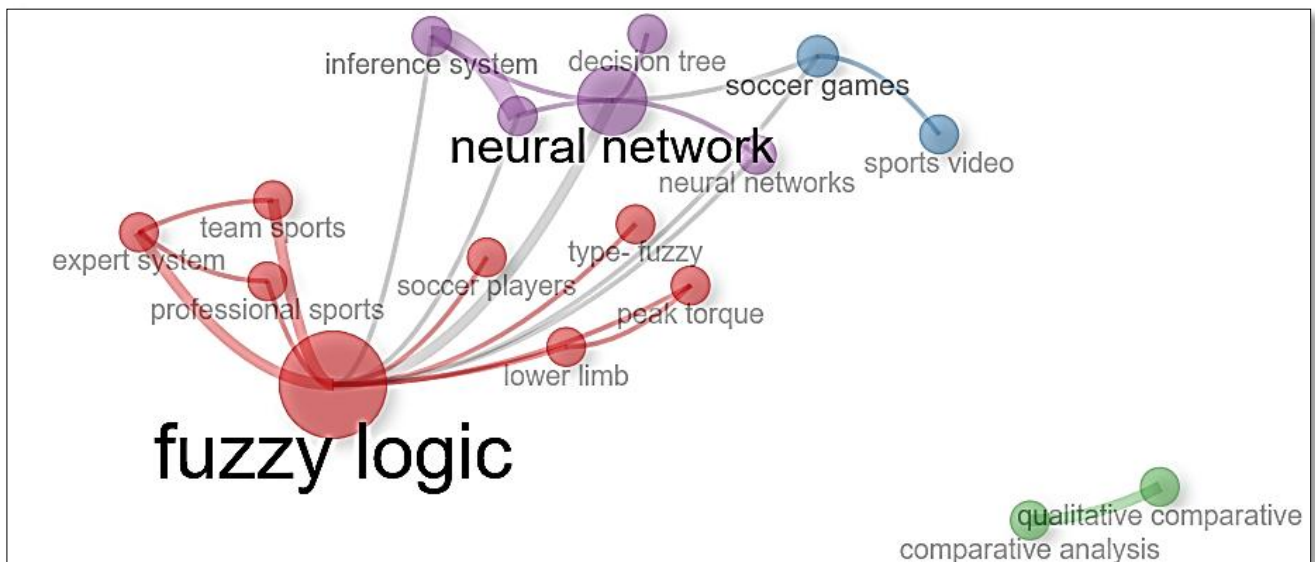 inference system
decision tree
soccer games
neural network
sports video
neural networks
team sports
expert system
type- fuzzy
soccer players
professional sports
peak torque
lower limb
fuzzy logic
qualitative comparative
comparative analysis